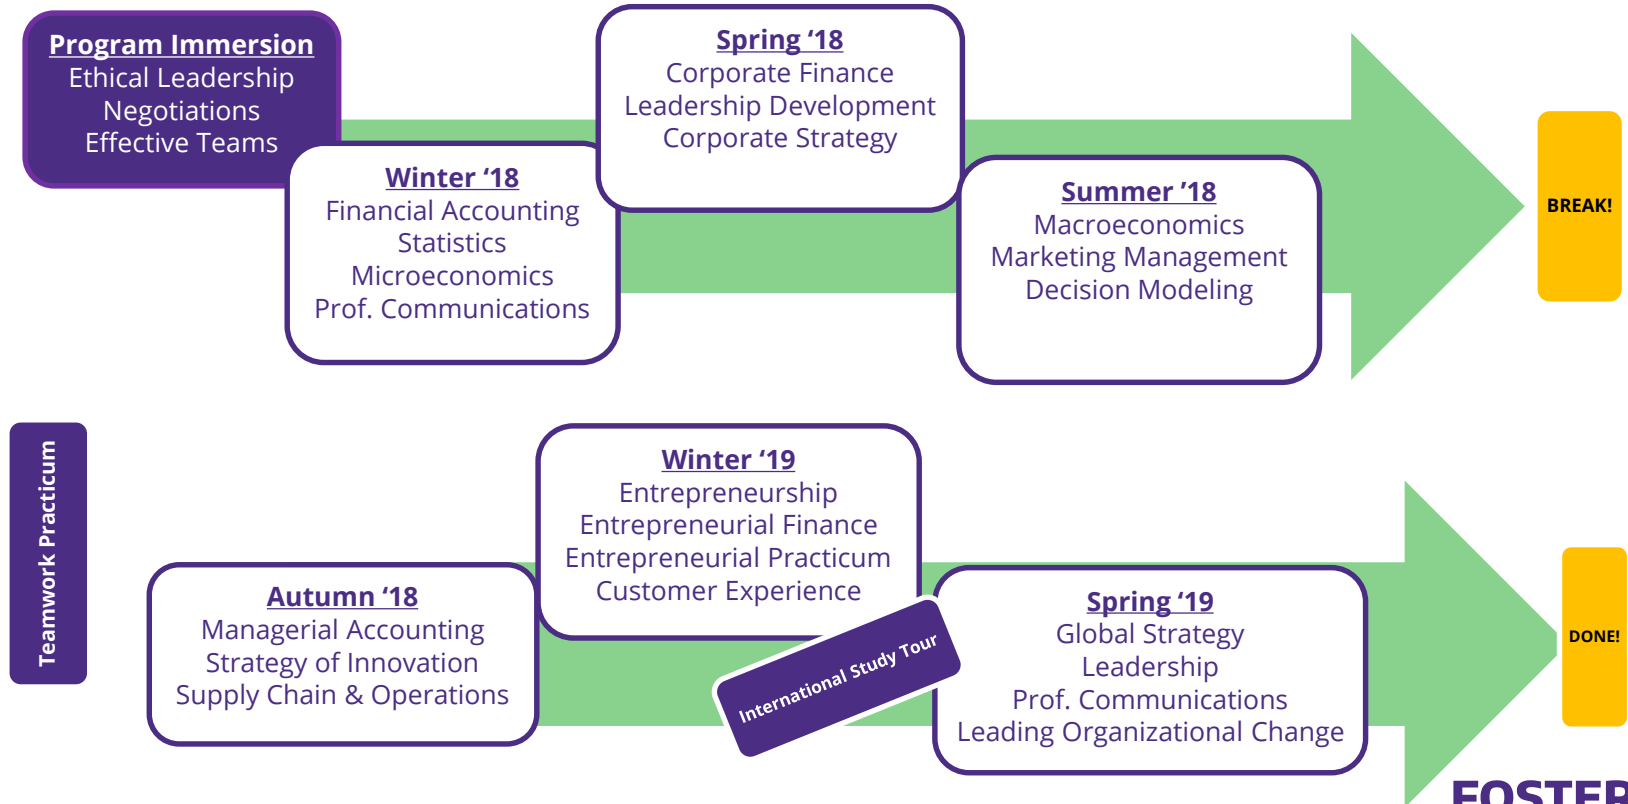 Program Immersion
Ethical Leadership
Negotiations
Effective Teams
Winter ‘18
Financial Accounting
Statistics
Microeconomics
Prof. Communications
Spring ‘18
Corporate Finance
Leadership Development
Corporate Strategy
Summer ’18
Macroeconomics
Marketing Management
Decision Modeling
BREAK!
Teamwork Practicum
Autumn ‘18
Managerial Accounting
Strategy of Innovation
Supply Chain & Operations
Winter ‘19
Entrepreneurship
Entrepreneurial Finance
Entrepreneurial Practicum
Customer Experience
International Study Tour
Spring ‘19
Global Strategy
Leadership
Prof. Communications
Leading Organizational Change
DONE!
FOSTER